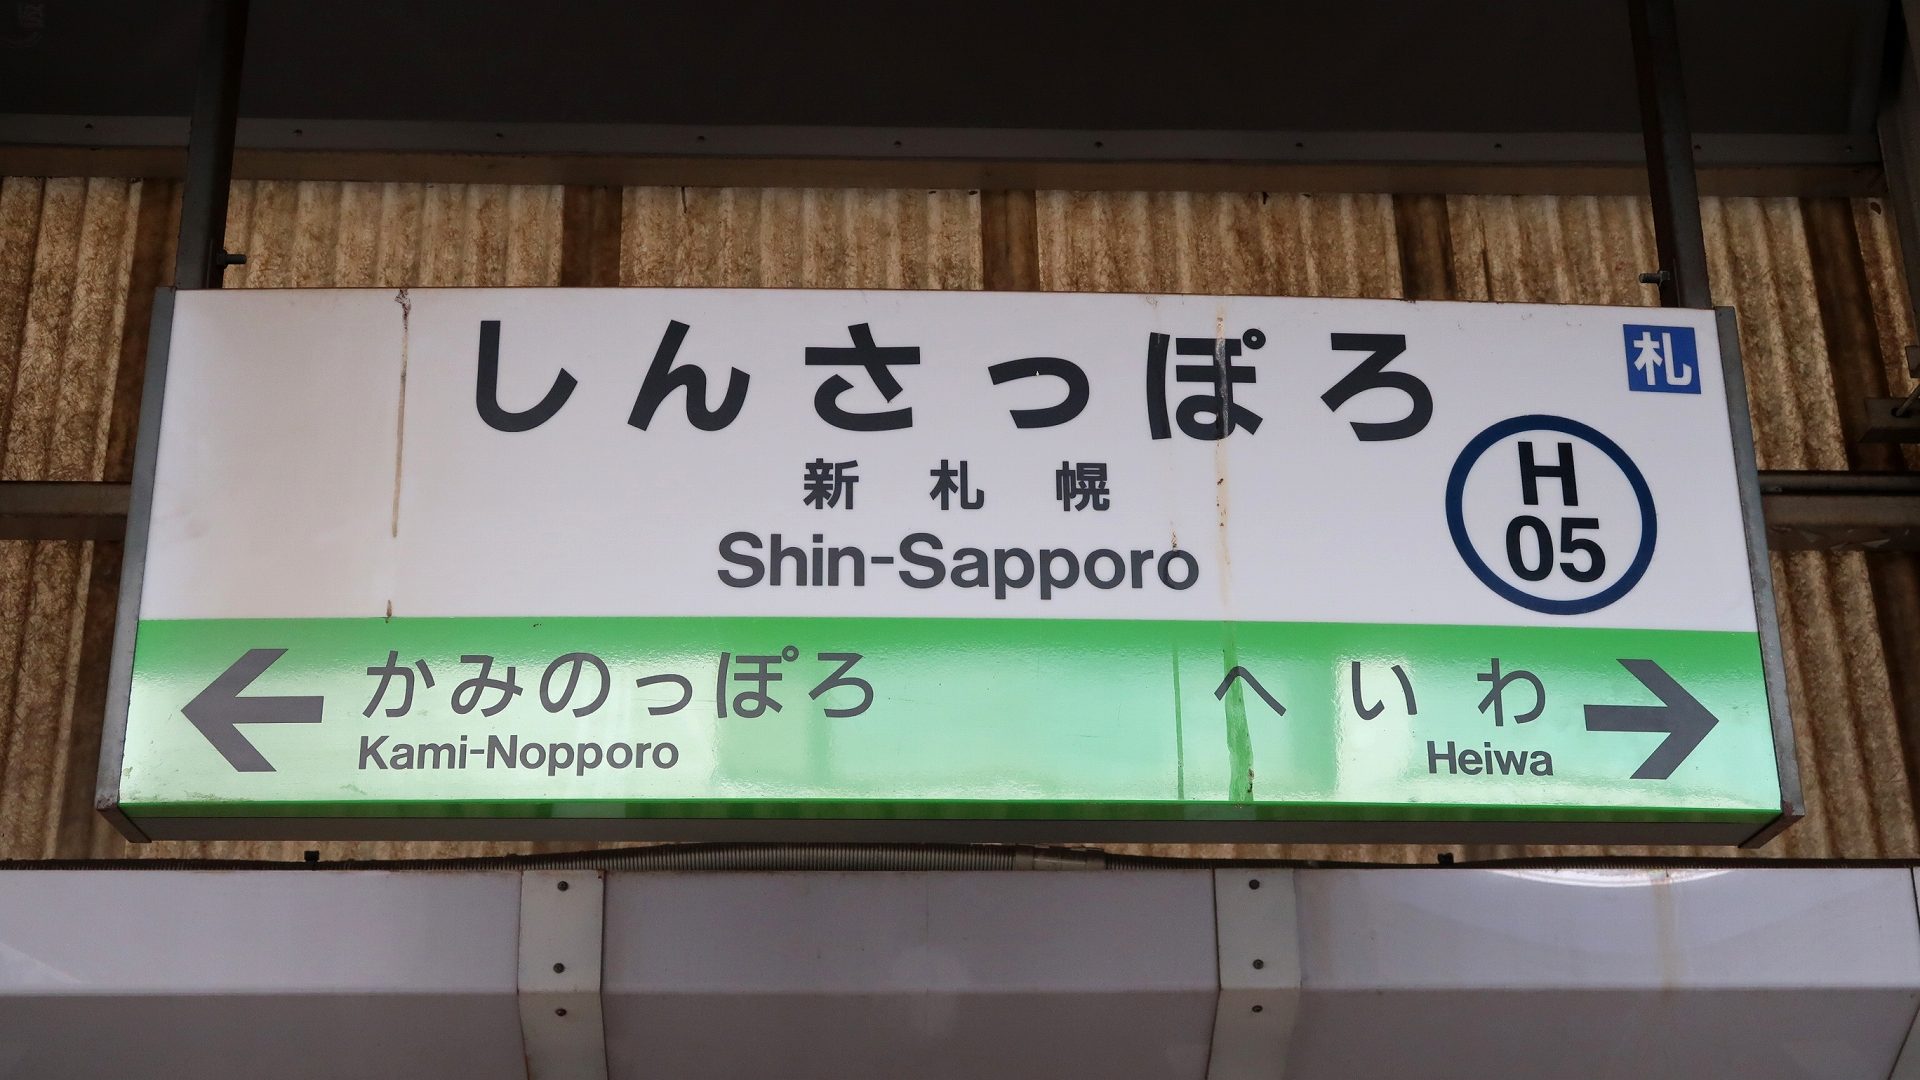 しんさっぽろ
札
新札幌
H
05
Shin-Sapporo
かみのっぽろ
へいわ
Kami-Nopporo
Heiwa